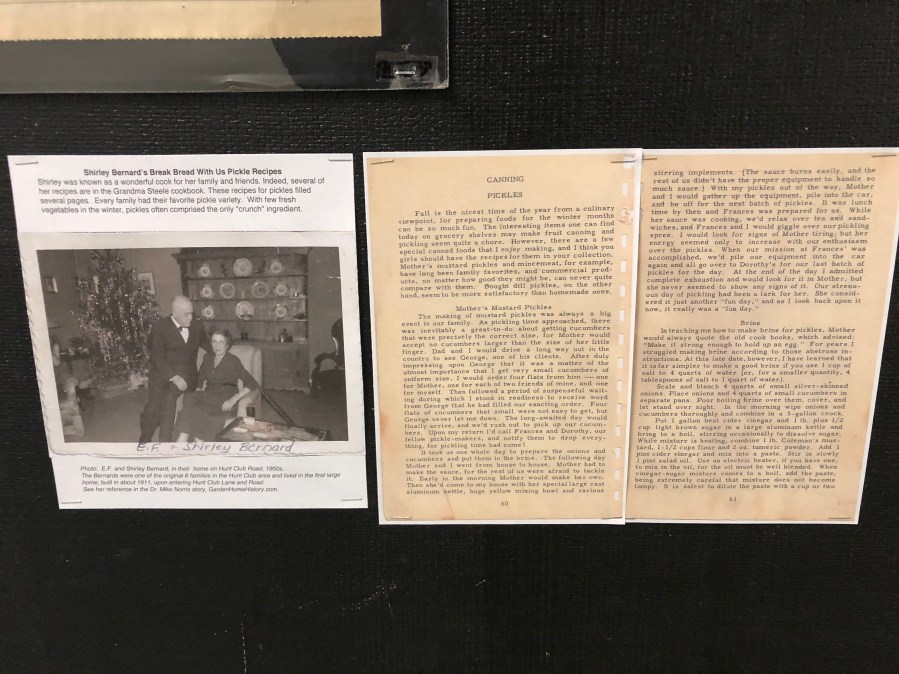 Shirley Bernard's Break Bread With Us Pickle Recipes
Shirley was known as a wonderful cook for her family and friends. Indeed, several of
her recipes are in the Grandma Steele cookbook. These recipes for pickles filled
several pages. Every family had their favorite pickle variety. With few fresh
vegetables in the winter, pickles often comprised the only "crunch" ingredient.
E.F. + Shirley Bernard
Photo: E.F. and Shirley Bernard, in their home on Hunt Club Road, 1950s.
The Bernards were one of the original 6 families in the Hunt Club area and lived in the first large
home, built in about 1911, upon entering Hunt Club Lane and Road.
See her reference in the Dr. Mike Norris story, GardenHomeHistory.com.
CANNING
PICKLES
Fall is the nicest time of the year from a culinary
viewpoint, for preparing foods for the winter months
can be so much fun. The interesting items one can find
today on grocery shelves may make fruit canning and
pickling seem quite a chore. However, there are a few
special canned foods that I enjoy making, and I think you
girls should have the recipes for them in your collection.
Mother's mustard pickles and mincemeat, for example,
have long been family favorites, and commercial prod-
ucts, no matter how good they might be, can never quite
compare with them. Bought dill pickles, on the other
hand, seem to be more satisfactory than homemade ones.
Mother's Mustard Pickles
The making of mustard pickles was always a big
event in our family. As pickling time approached, there
was inevitably a great to-do about getting cucumbers
that were precisely the correct size, for Mother would
accept no cucumbers larger than the size of her little
finger. Dad and I would drive a long way out in the
country to see George, one of his clients. After duly
impressing upon George that it was a matter of the
utmost importance that I get very small cucumbers of
uniform size, I would order four flats from him — one
for Mother, one each for two friends of mine, and one
for myself. Then followed a period of suspenseful wait-
ing during which I stood in readiness to receive word
from George that he had filled our exacting order. Four
flats of cucumbers that small were not easy to get, but
George never let me down. The long-awaited day would
finally arrive, and we'd rush out to pick up our cucum-
bers. Upon my return I'd call Frances and Dorothy, our
fellow pickle-makers, and notify them to drop every-
thing, for pickling time had come!
It took us one whole day to prepare the onions and
cucumbers and put them in the brine. The following day
Mother and I went from house to house. Mother had to
make the sauce, for the rest of us were afraid to tackle
it. Early in the morning Mother would make her own.
Then she'd come to my house with her special large cast
aluminum kettle, huge yellow mixing bowl and various
60
stirring implements. (The sauce burns easily, and the
rest of us didn't have the proper equipment to handle so
much sauce.) With my pickles out of the way, Mother
and I would gather up the equipment, pile into the car,
and be off for the next batch of pickles. It was lunch
time by then and Frances was prepared for us. While
her sauce was cooking, we'd relax over tea and sand-
wiches, and Frances and I would giggle over our pickling
spree. I would look for signs of Mother tiring, but her
energy seemed only to increase with our enthusiasm
over the pickles. When our mission at Frances' was
accomplished, we'd pile our equipment into the car
again and all go over to Dorothy's for our last batch of
pickles for the day. At the end of the day I admitted
complete exhaustion and would look for it in Mother, but
she never seemed to show any signs of it. Our strenu-
ous day of pickling had been a lark for her. She consid-
ered it just another "fun day," and as I look back upon it
now, it really was a "fun day."
Brine
In teaching me how to make brine for pickles, Mother
would always quote the old cook books, which advised:
"Make it strong enough to hold up an egg." For years I
struggled making brine according to those abstruse in-
structions. At this late date, however, I have learned that
it is far simpler to make a good brine if you use 1 cup of
salt to 4 quarts of water (or, for a smaller quantity, 4
tablespoons of salt to 1 quart of water).
Scale and bleach 4 quarts of small silver-skinned
onions. Place onions and 4 quarts of small cucumbers in
separate pans. Pour boiling brine over them, cover, and
let stand over night. In the morning wipe onions and
cucumbers thoroughly and combine in a 5-gallon crock.
Put 1 gallon best cider vinegar and 1 lb. plus 1/2
cup light brown sugar in a large aluminum kettle and
bring to a boil, stirring occasionally to dissolve sugar.
While mixture is heating, combine 1 lb. Coleman's mus-
tard, 1-1/2 cups flour and 2 oz. tumeric powder. Add 1
pint cider vinegar and mix into a paste. Stir in slowly
1 pint salad oil. Use an electric beater, if you have one,
to mix in the oil, for the oil must be well blended. When
vinegar-sugar mixture comes to a boil, add the paste,
being extremely careful that mixture does not become
lumpy. It is safest to dilute the paste with a cup or two
61